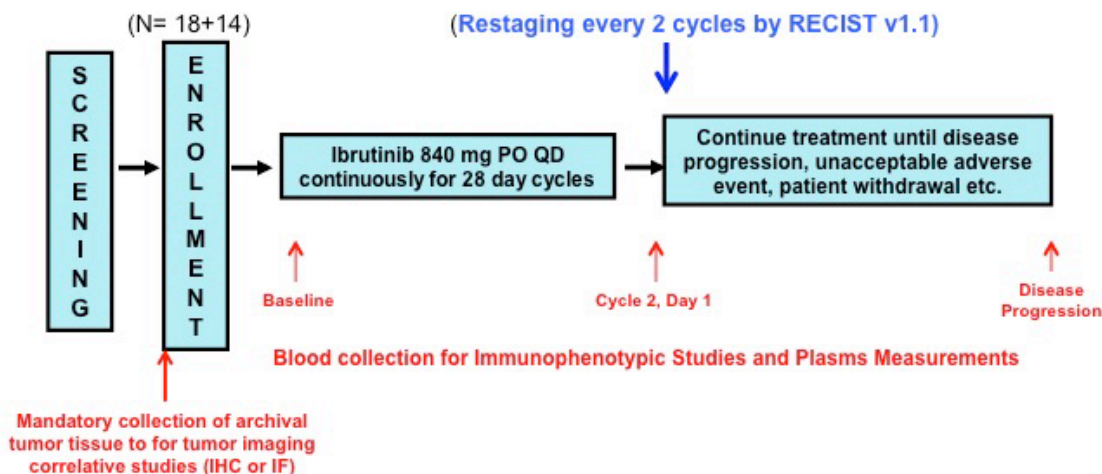 (N= 18+14)
(Restaging every 2 cycles by RECIST v1.1)
SCREENING
ENROLLMENT
Ibrutinib 840 mg PO QD
continuously for 28 day cycles
Continue treatment until disease
progression, unacceptable adverse
event, patient withdrawal etc.
Baseline
Cycle 2, Day 1
Disease
Progression
Blood collection for Immunophenotypic Studies and Plasms Measurements
Mandatory collection of archival
tumor tissue to for tumor imaging
correlative studies (IHC or IF)